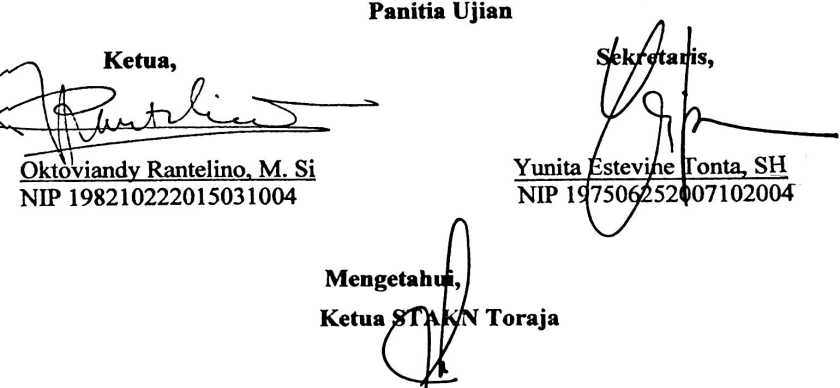 Panitia Ujian
Ketua,
Sekretaris,
Oktoviandy Rantelino, M. Si
Yunita Estevine Tonta, SH
NIP 198210222015031004
NIP 197506252007102004
Mengetahui,
Ketua STAKN Toraja